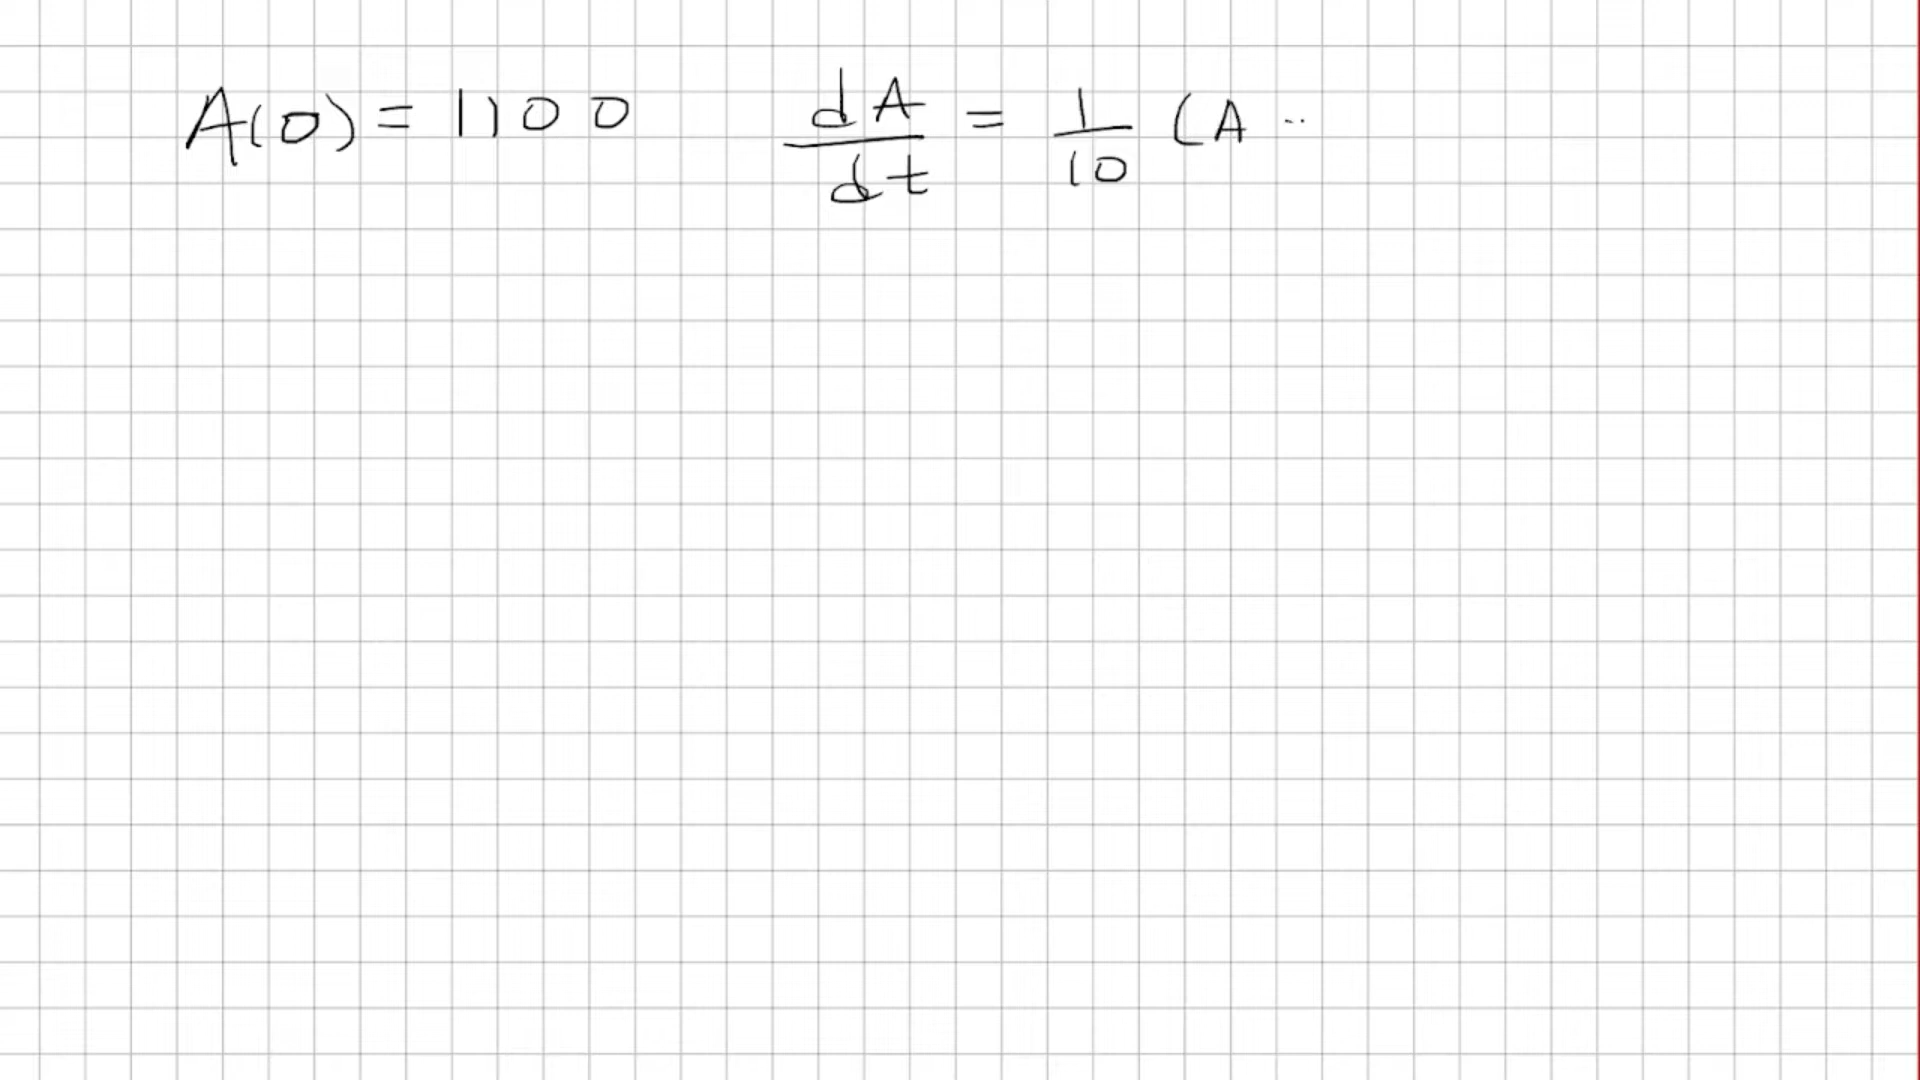 A(0) = 1100 dA/dt = 1/10 (A ..